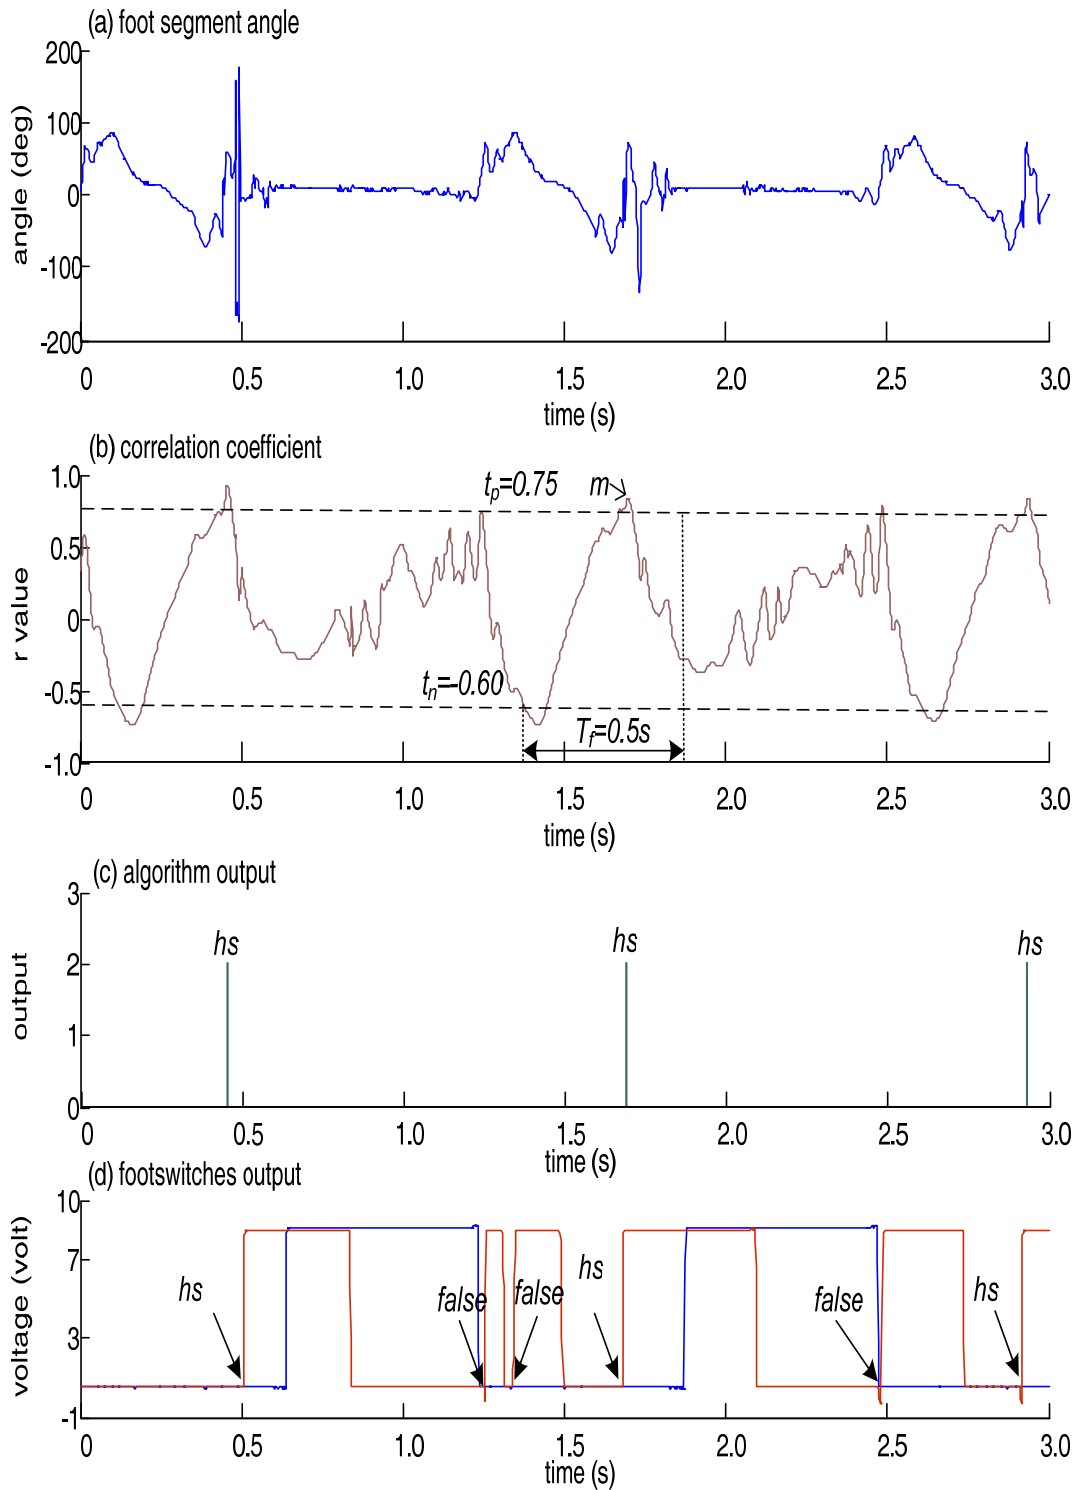 (a) foot segment angle
200
100
0
-100
-200
angle (deg)
0 0.5 1.0 1.5 2.0 2.5 3.0
time (s)
(b) correlation coefficient
1.0
0.5
0
-0.5
-1.0
r value
tp=0.75
m
tn=-0.60
Tf=0.5s
0 0.5 1.0 1.5 2.0 2.5 3.0
time (s)
(c) algorithm output
3
2
1
0
output
hs hs hs
0 0.5 1.0 1.5 2.0 2.5 3.0
time (s)
(d) footswitches output
10
7
3
-1
voltage (volt)
hs false false hs false hs
0 0.5 1.0 1.5 2.0 2.5 3.0
time (s)